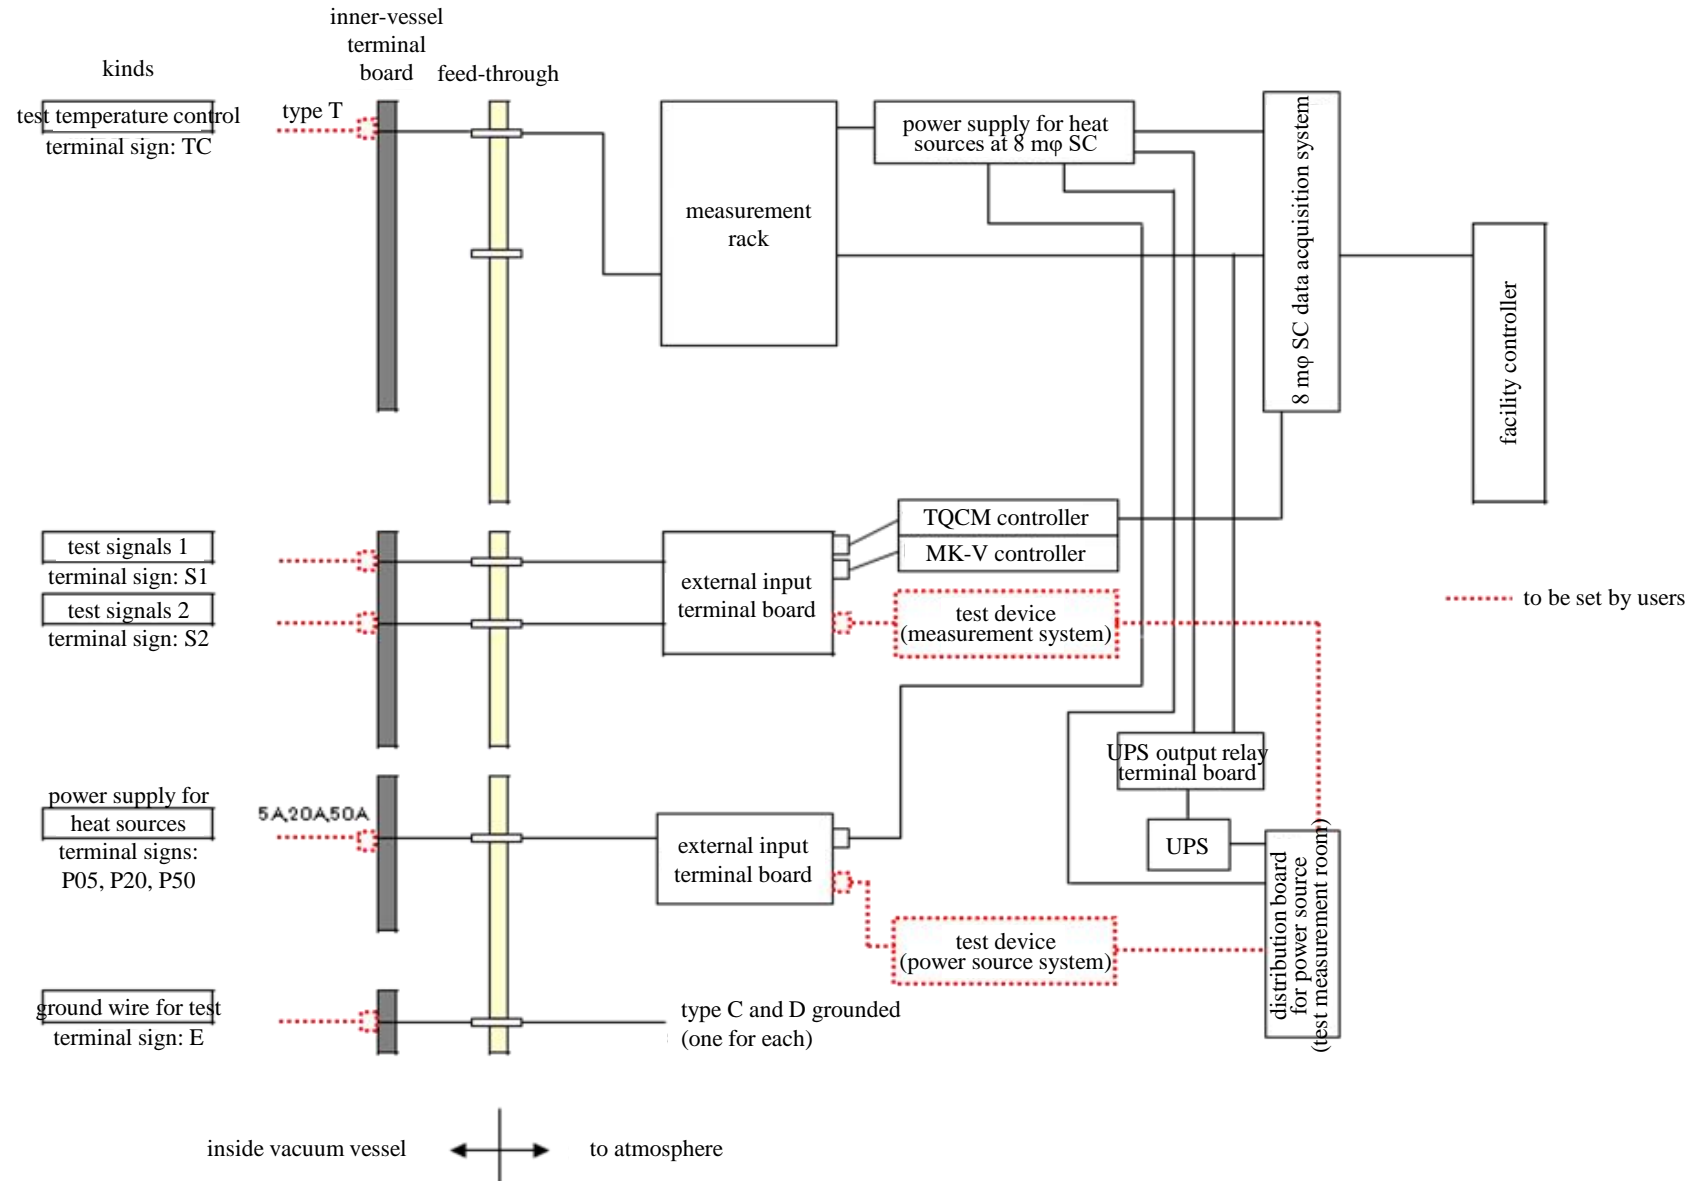 inner-vessel
terminal
board
kinds
feed-through
test temperature control
terminal sign: TC
type T
measurement
rack
power supply for heat
sources at 8 mφ SC
8 mφ SC data acquisition system
facility controller
test signals 1
terminal sign: S1
test signals 2
terminal sign: S2
external input
terminal board
TQCM controller
MK-V controller
test device
(measurement system)
to be set by users
UPS output relay
terminal board
UPS
power supply for
heat sources
terminal signs:
P05, P20, P50
5A,20A,50A
external input
terminal board
test device
(power source system)
distribution board
for power source
(test measurement room)
ground wire for test
terminal sign: E
type C and D grounded
(one for each)
inside vacuum vessel
to atmosphere